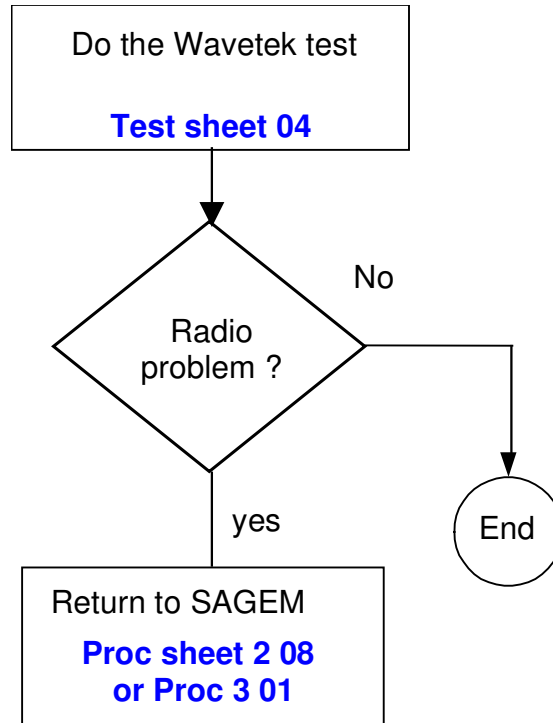 Do the Wavetek test
Test sheet 04
No
Radio
problem ?
yes
End
Return to SAGEM
Proc sheet 2 08
or Proc 3 01